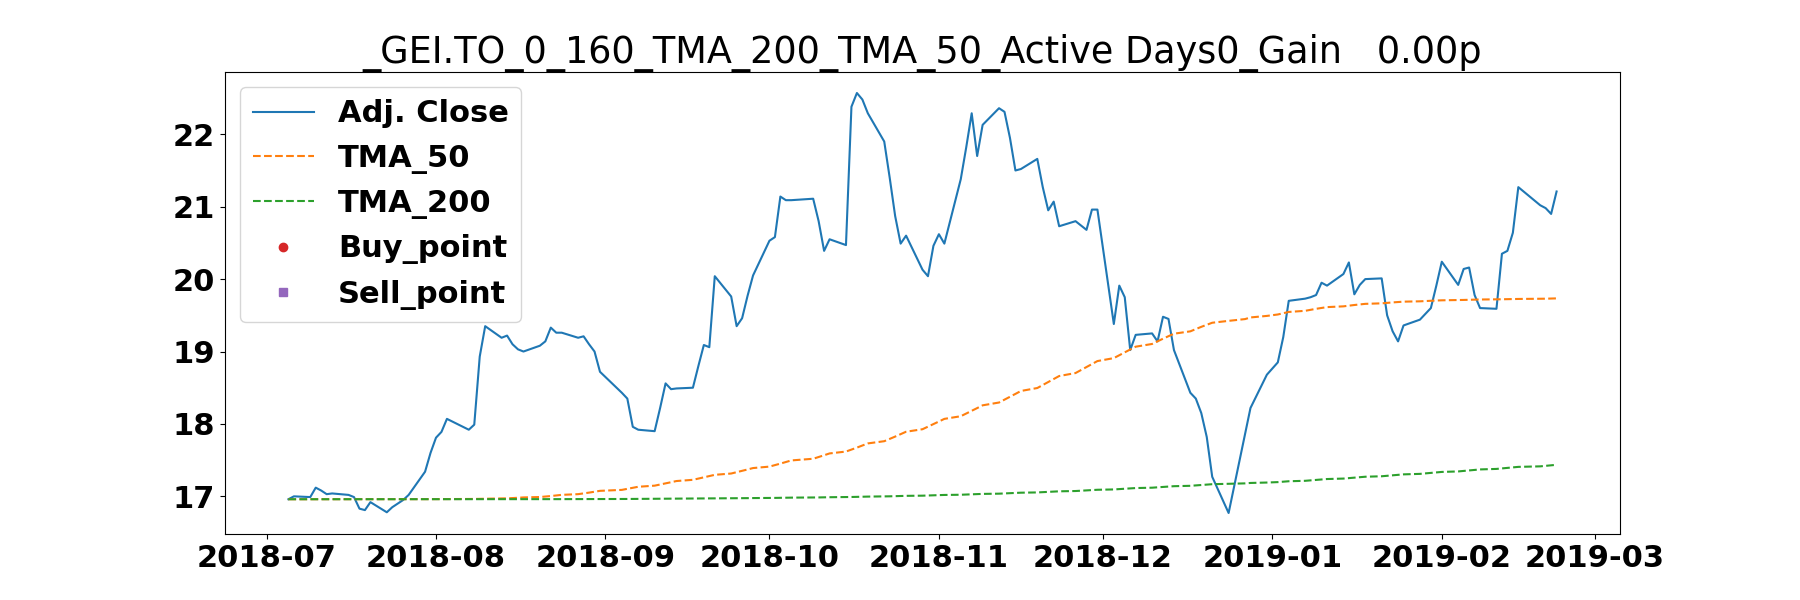 _GEI.TO_0_160_TMA_200_TMA_50_Active Days0_Gain   0.00p
Adj. Close
TMA_50
TMA_200
Buy_point
Sell_point
22
21
20
19
18
17
2018-07 2018-08 2018-09 2018-10 2018-11 2018-12 2019-01 2019-02 2019-03